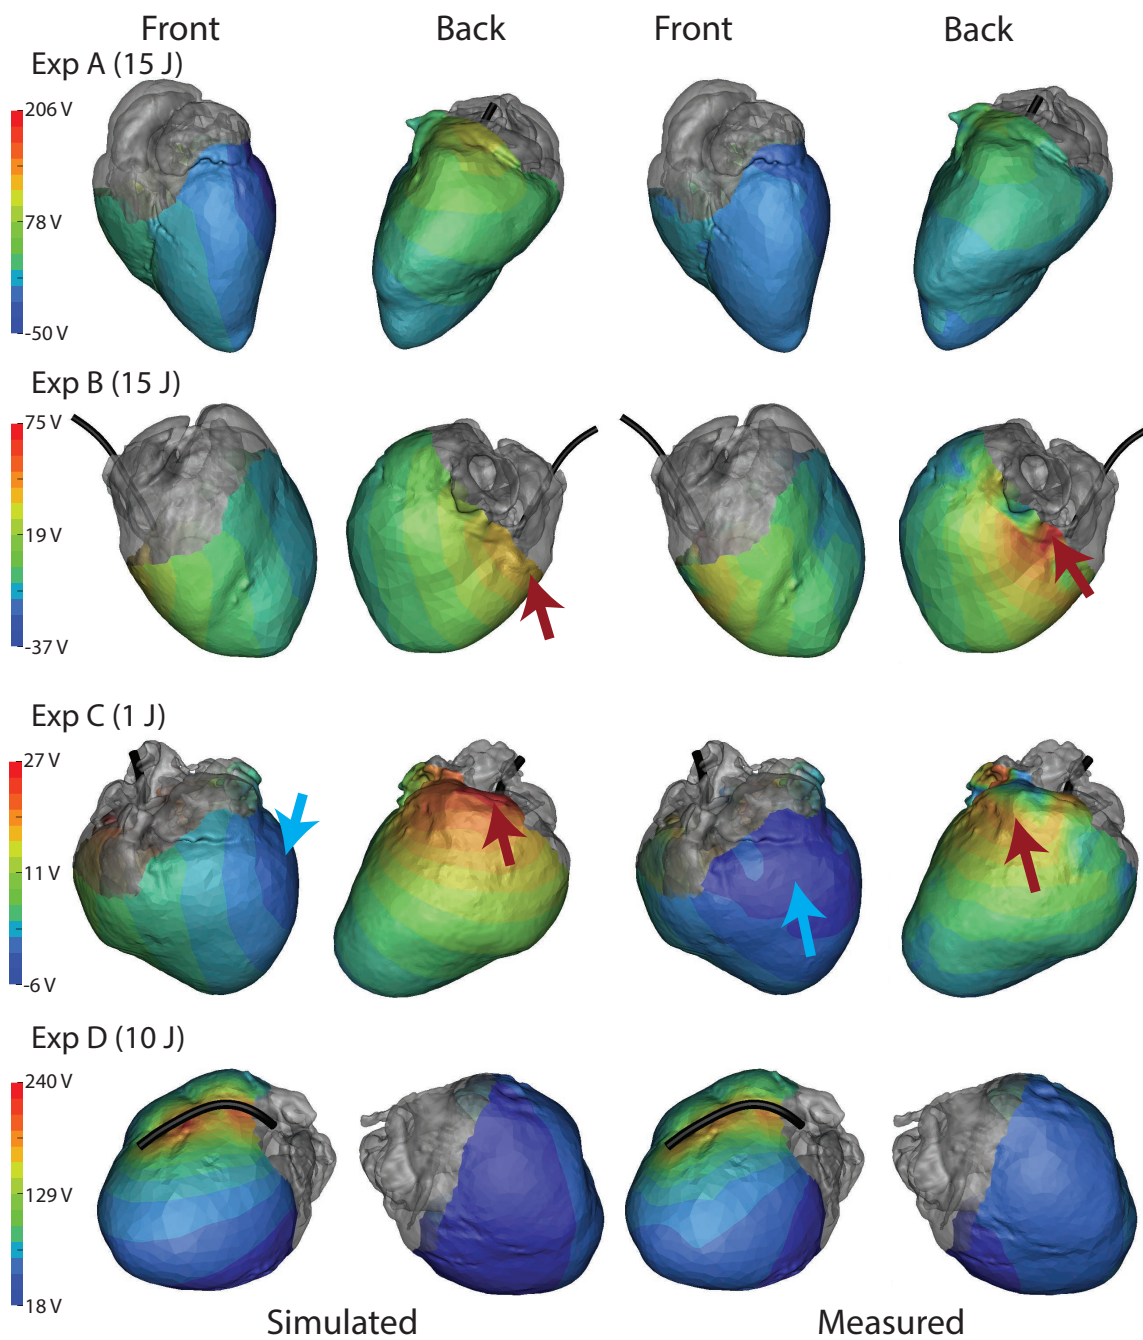 Front Back Front Back
Exp A (15 J)
206 V
78 V
-50 V
Exp B (15 J)
75 V
19 V
-37 V
Exp C (1 J)
27 V
11 V
-6 V
Exp D (10 J)
240 V
129 V
18 V
Simulated Measured